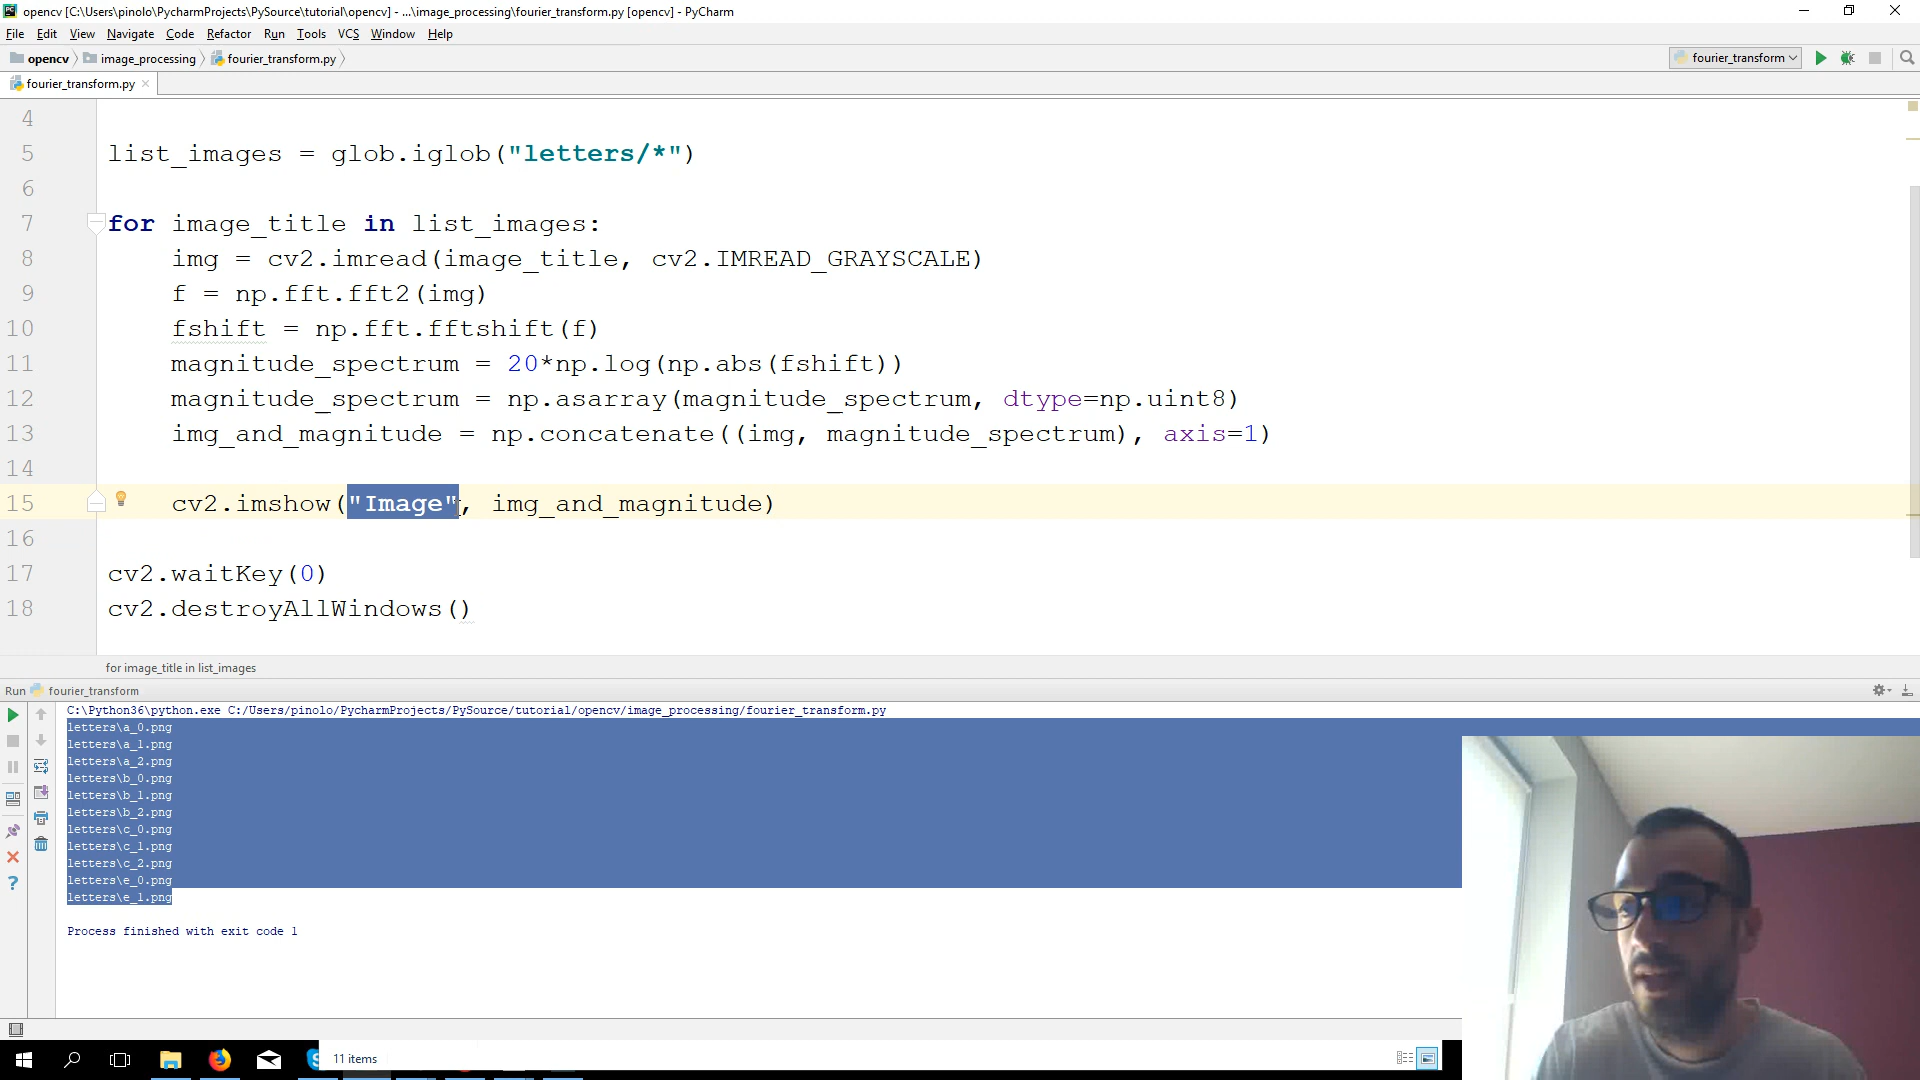 opencv [C:\Users\pinolo\PycharmProjects\PySource\tutorial\opencv] - ...\image_processing\fourier_transform.py [opencv] - PyCharm
File Edit View Navigate Code Refactor Run Tools VCS Window Help
opencv image_processing fourier_transform.py fourier_transform
fourier_transform.py
4
5 list_images = glob.iglob("letters/*")
6
7 for image_title in list_images:
8 img = cv2.imread(image_title, cv2.IMREAD_GRAYSCALE)
9 f = np.fft.fft2(img)
10 fshift = np.fft.fftshift(f)
11 magnitude_spectrum = 20*np.log(np.abs(fshift))
12 magnitude_spectrum = np.asarray(magnitude_spectrum, dtype=np.uint8)
13 img_and_magnitude = np.concatenate((img, magnitude_spectrum), axis=1)
14
15 cv2.imshow("Image", img_and_magnitude)
16
17 cv2.waitKey(0)
18 cv2.destroyAllWindows()
for image_title in list_images
Run fourier_transform
C:\Python36\python.exe C:/Users/pinolo/PycharmProjects/PySource/tutorial/opencv/image_processing/fourier_transform.py
letters\a_0.png
letters\a_1.png
letters\a_2.png
letters\b_0.png
letters\b_1.png
letters\b_2.png
letters\c_0.png
letters\c_1.png
letters\c_2.png
letters\e_0.png
letters\e_1.png
Process finished with exit code 1
11 items